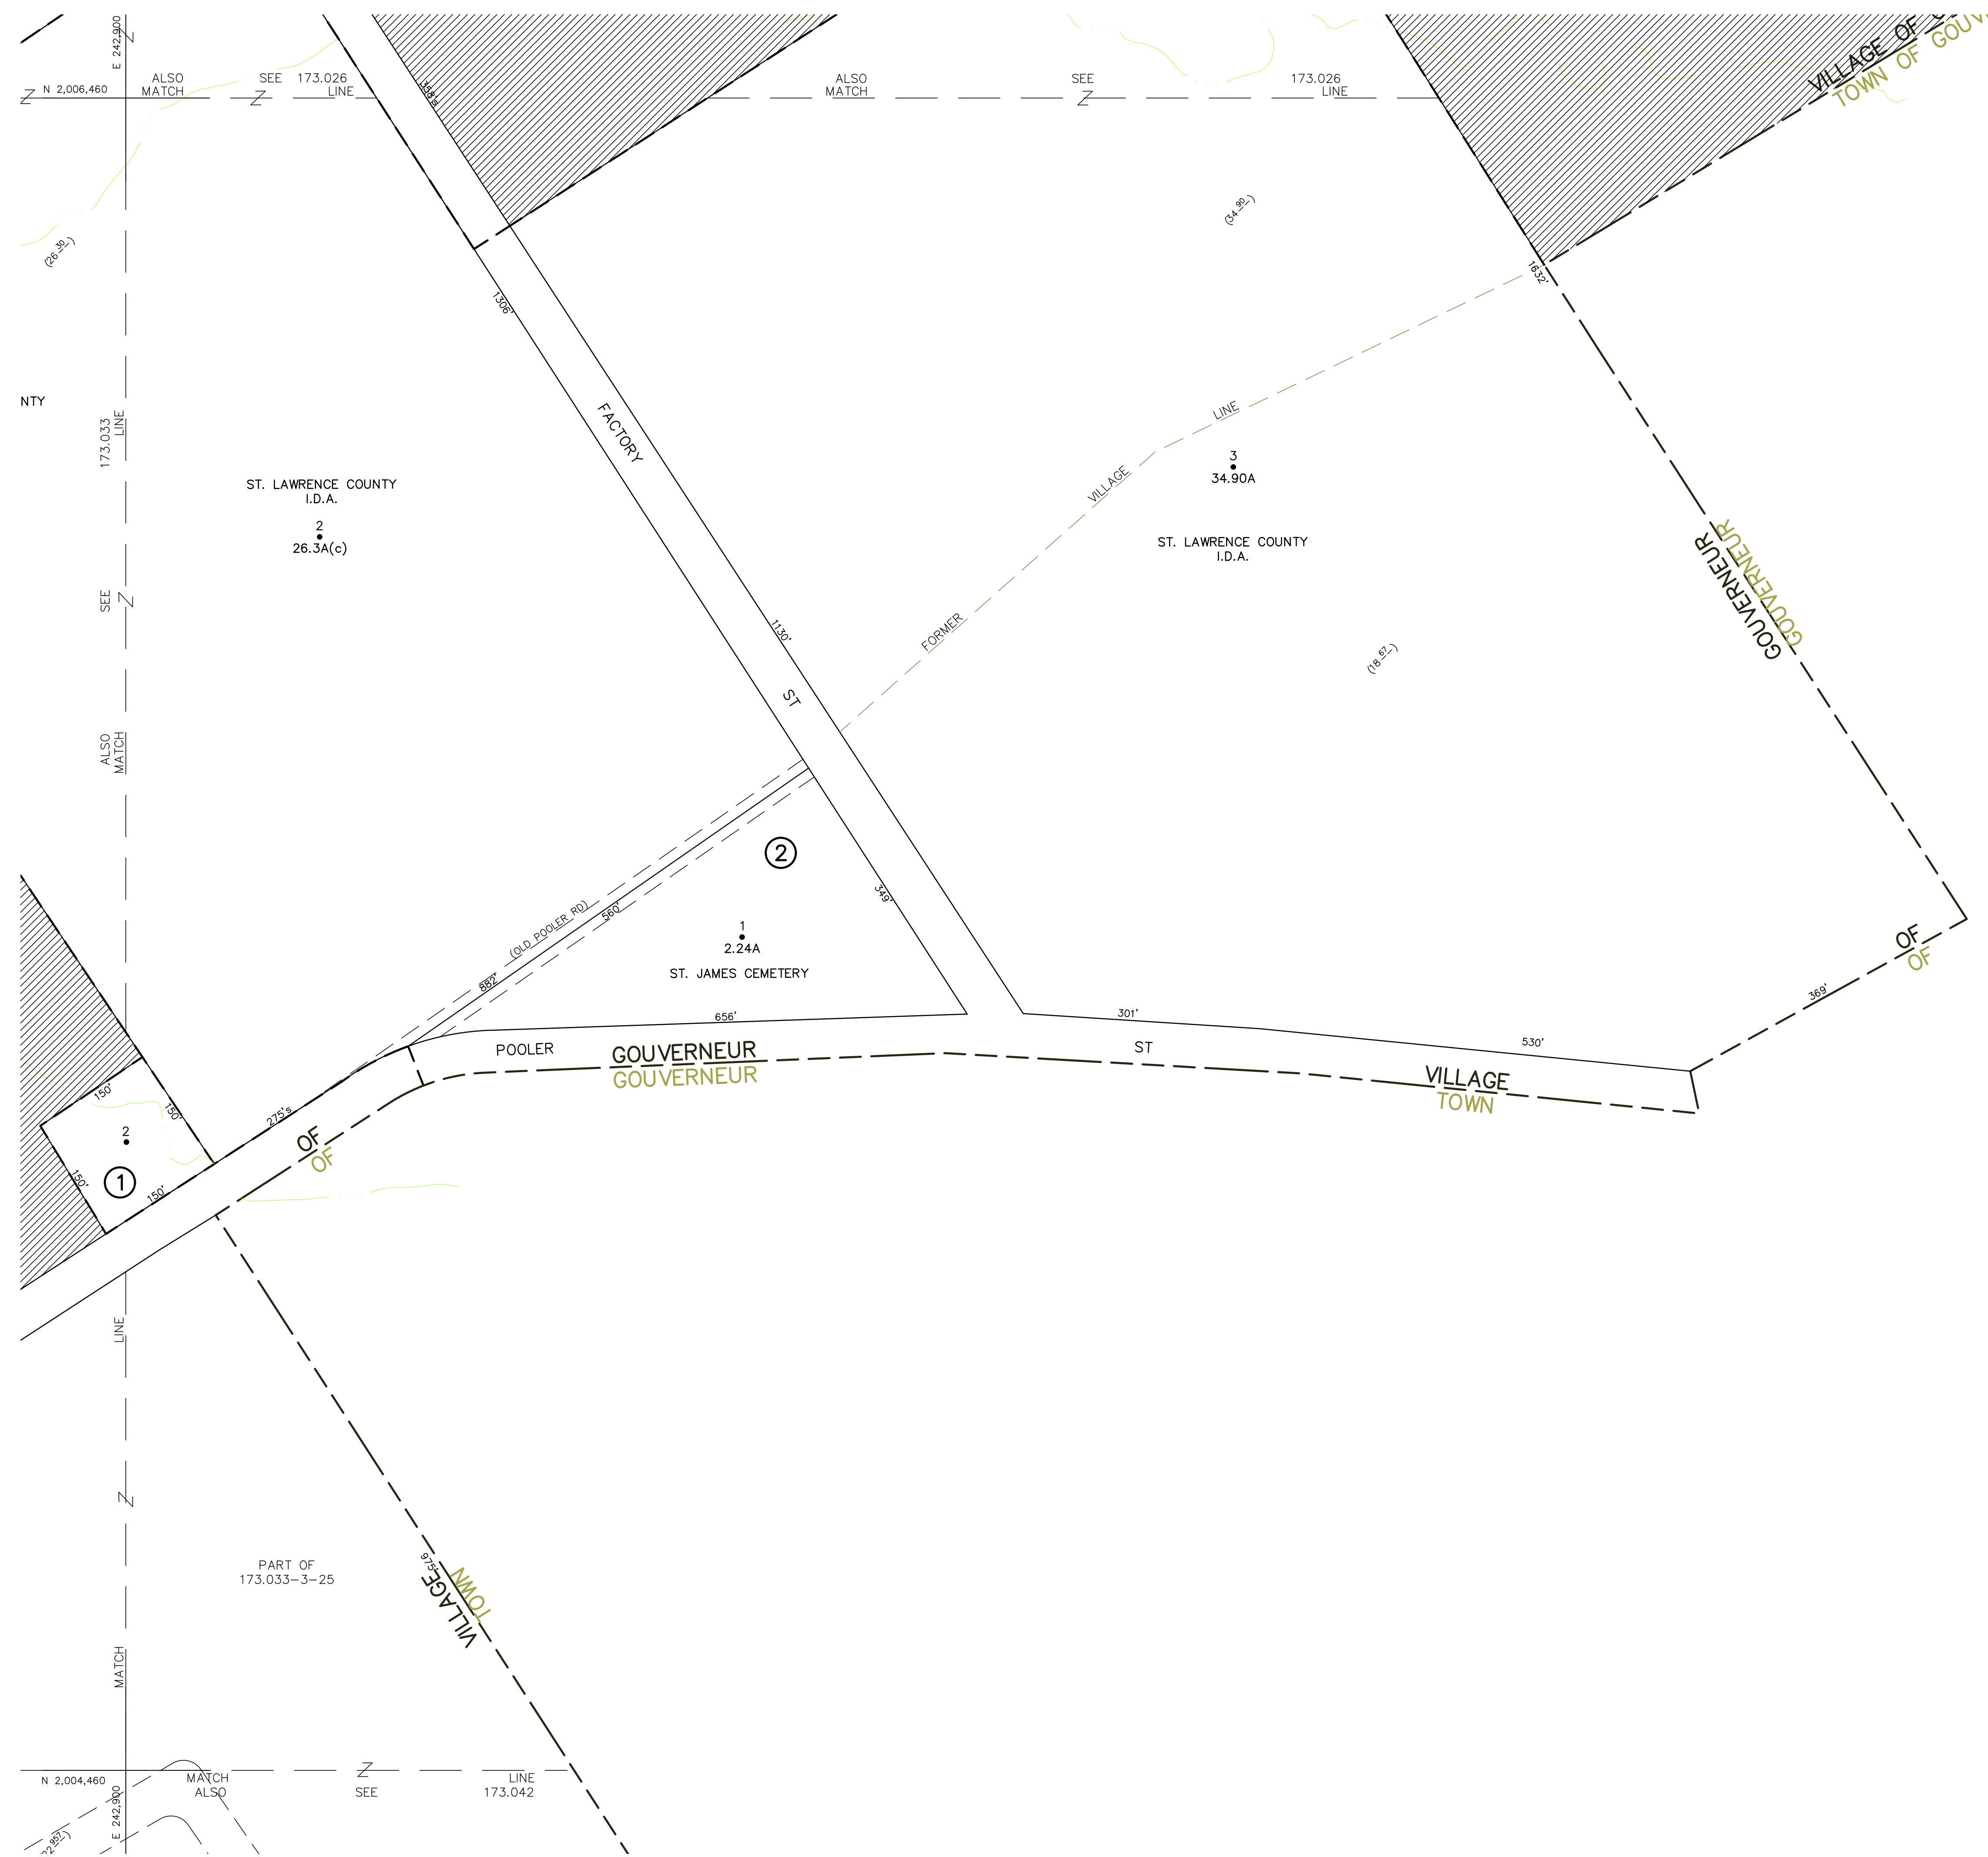 E 242,900
N 2,006,460
ALSO SEE 173.026
MATCH LINE
ALSO SEE 173.026
MATCH LINE
358's
VILLAGE OF
TOWN OF GOUV
(34.90)
(26.30)
1306'
1632'
NTY
173.033
LINE
FACTORY
ST
LINE
VILLAGE
FORMER
3
34.90A
ST. LAWRENCE COUNTY
I.D.A.
ST. LAWRENCE COUNTY
I.D.A.
2
26.3A(c)
GOUVERNEUR
GOUVERNEUR
SEE
1130'
(18.67)
ALSO
MATCH
2
349'
(OLD POOLER RD)
560'
882'
1
2.24A
ST. JAMES CEMETERY
OF
OF
369'
656'
301'
530'
POOLER
GOUVERNEUR
GOUVERNEUR
ST
VILLAGE
TOWN
150'
150'
275's
2
OF
OF
1
150'
150'
LINE
975'
VILLAGE
TOWN
PART OF
173.033-3-25
MATCH
N 2,004,460
MATCH LINE
ALSO SEE 173.042
E 242,900
22.957)